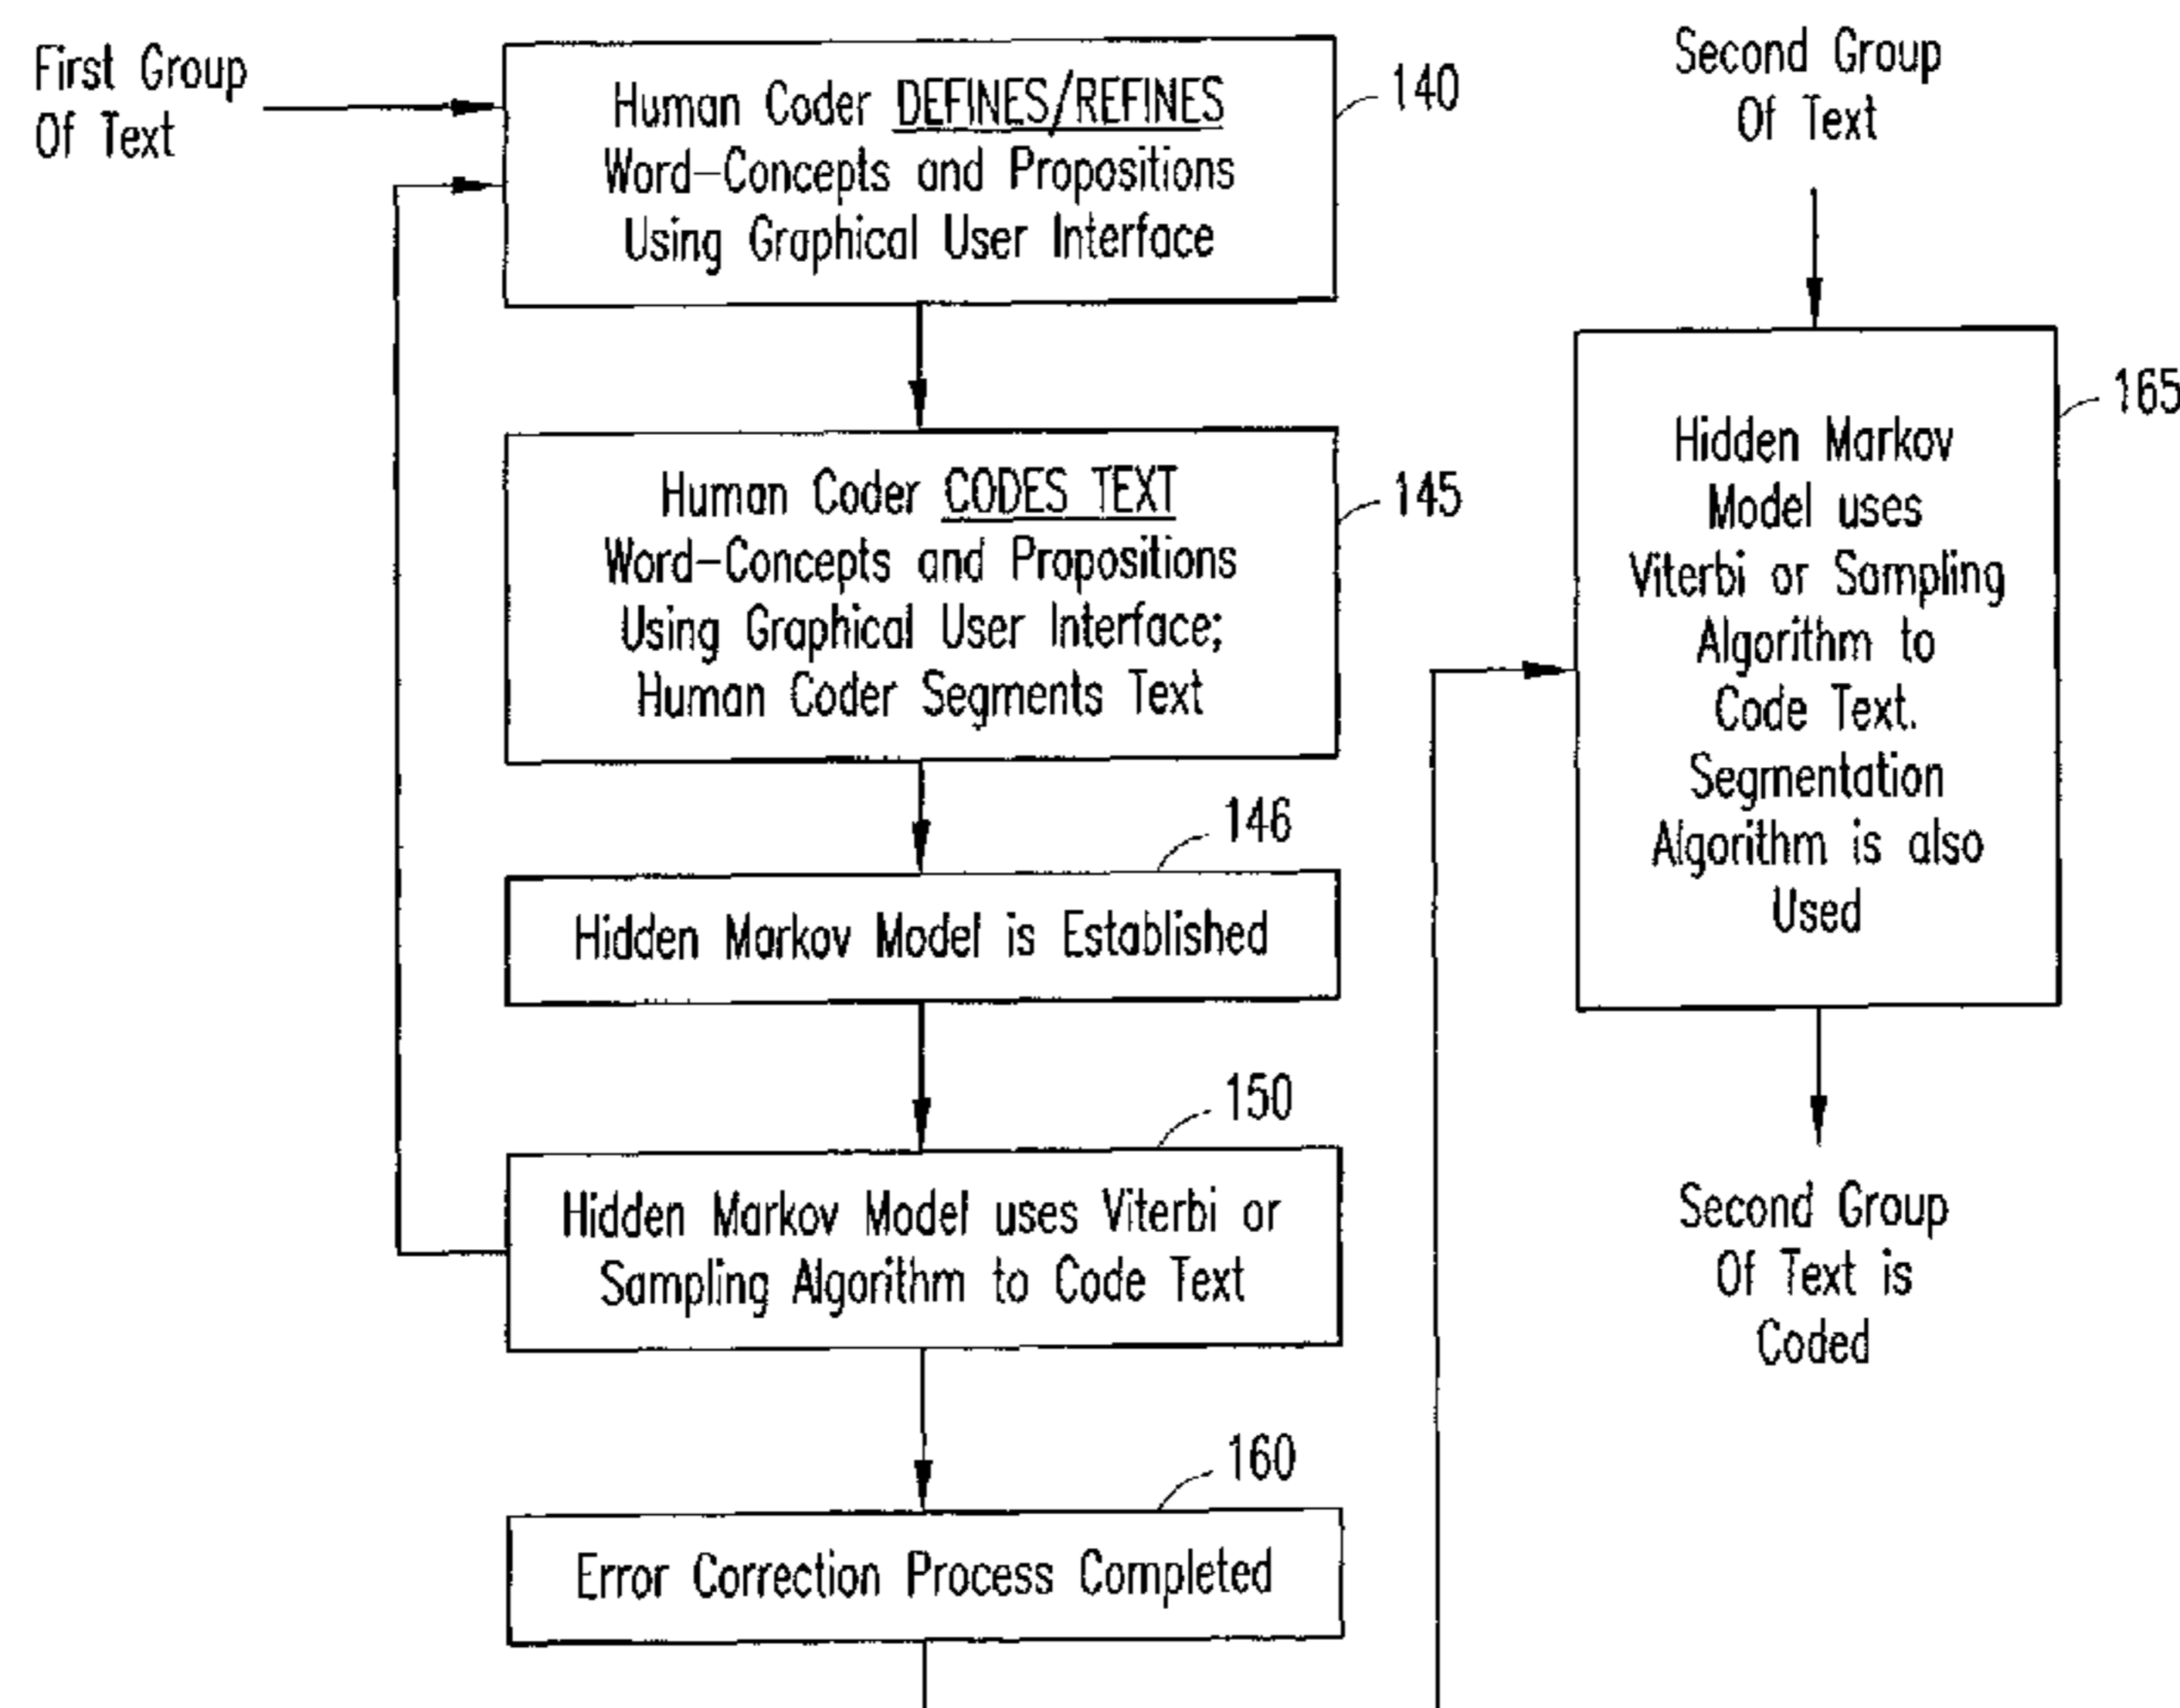 First Group
Of Text
Human Coder DEFINES/REFINES
Word-Concepts and Propositions
Using Graphical User Interface
140
Human Coder CODES TEXT
Word-Concepts and Propositions
Using Graphical User Interface;
Human Coder Segments Text
145
146
Hidden Markov Model is Established
150
Hidden Markov Model uses Viterbi or
Sampling Algorithm to Code Text
160
Error Correction Process Completed
Second Group
Of Text
165
Hidden Markov
Model uses
Viterbi or Sampling
Algorithm to
Code Text.
Segmentation
Algorithm is also
Used
Second Group
Of Text is
Coded